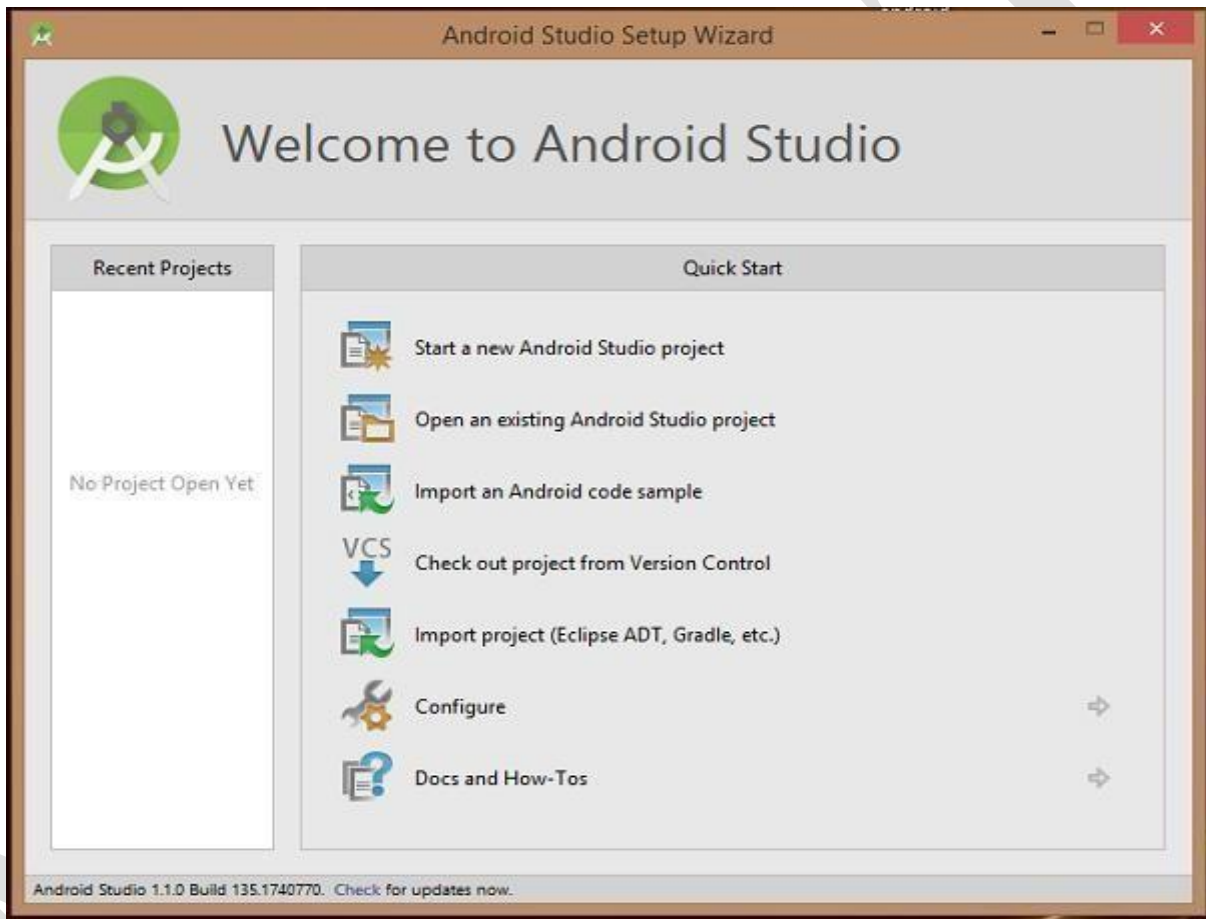 Android Studio Setup Wizard
Welcome to Android Studio
Recent Projects
No Project Open Yet
Quick Start
Start a new Android Studio project
Open an existing Android Studio project
Import an Android code sample
VCS
Check out project from Version Control
Import project (Eclipse ADT, Gradle, etc.)
Configure
Docs and How-Tos
Android Studio 1.1.0 Build 135.1740770. Check for updates now.